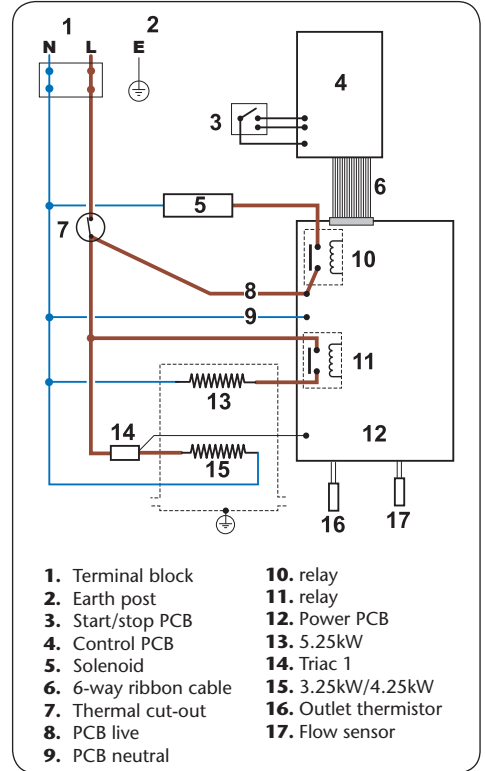 1
2
N L E
4
3
6
5
7
10
8
9
11
13
14
12
15
16
17
1. Terminal block
2. Earth post
3. Start/stop PCB
4. Control PCB
5. Solenoid
6. 6-way ribbon cable
7. Thermal cut-out
8. PCB live
9. PCB neutral
10. relay
11. relay
12. Power PCB
13. 5.25kW
14. Triac 1
15. 3.25kW/4.25kW
16. Outlet thermistor
17. Flow sensor